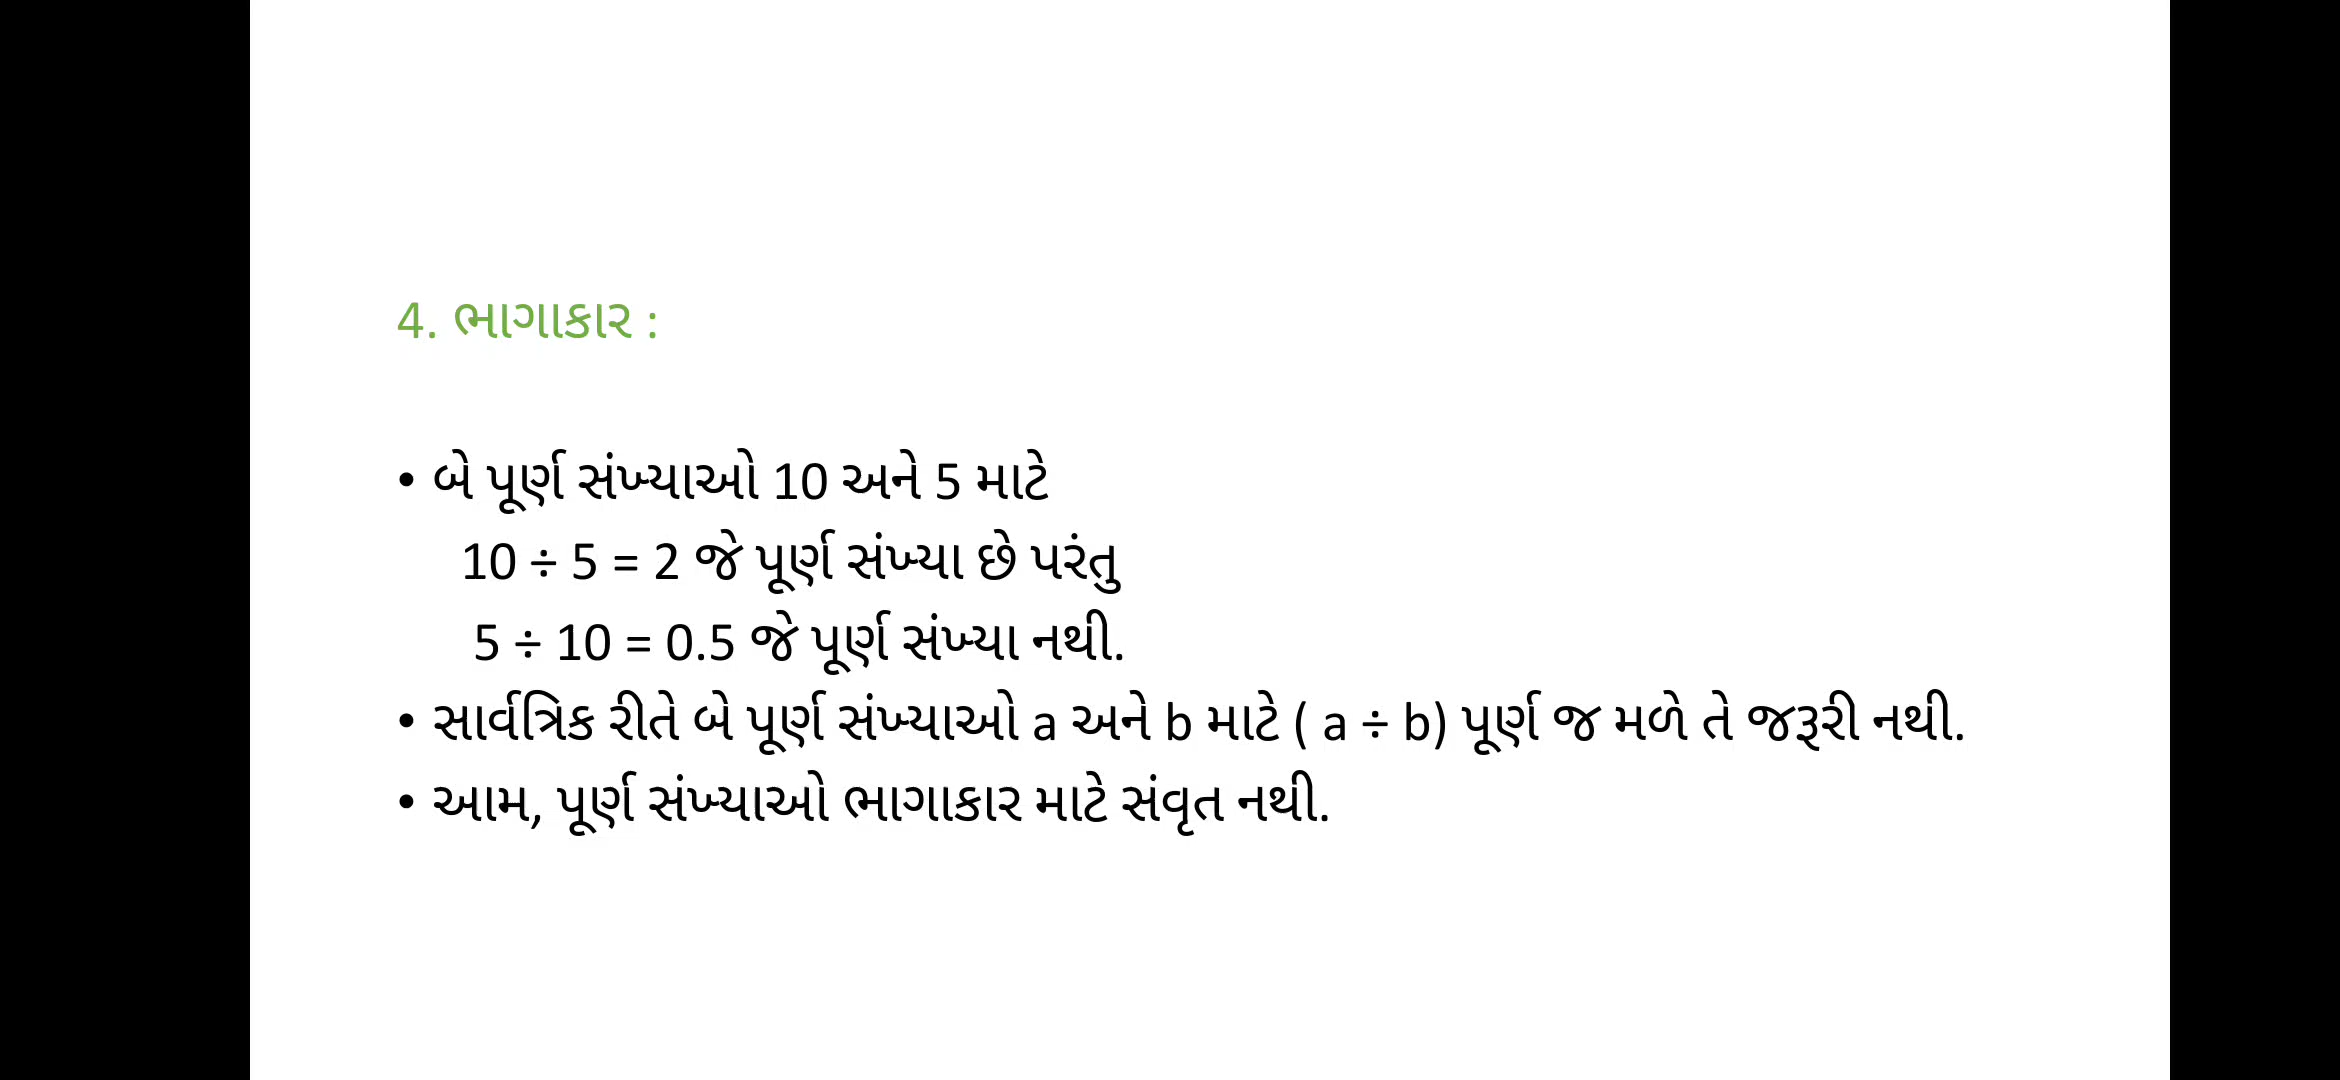 4. ભાગાકાર :
• બે પૂર્ણ સંખ્યાઓ 10 અને 5 માટે
10 ÷ 5 = 2 જે પૂર્ણ સંખ્યા છે પરંતુ
5 ÷ 10 = 0.5 જે પૂર્ણ સંખ્યા નથી.
• સાર્વત્રિક રીતે બે પૂર્ણ સંખ્યાઓ a અને b માટે ( a ÷ b) પૂર્ણ જ મળે તે જરૂરી નથી.
• આમ, પૂર્ણ સંખ્યાઓ ભાગાકાર માટે સંવૃત નથી.